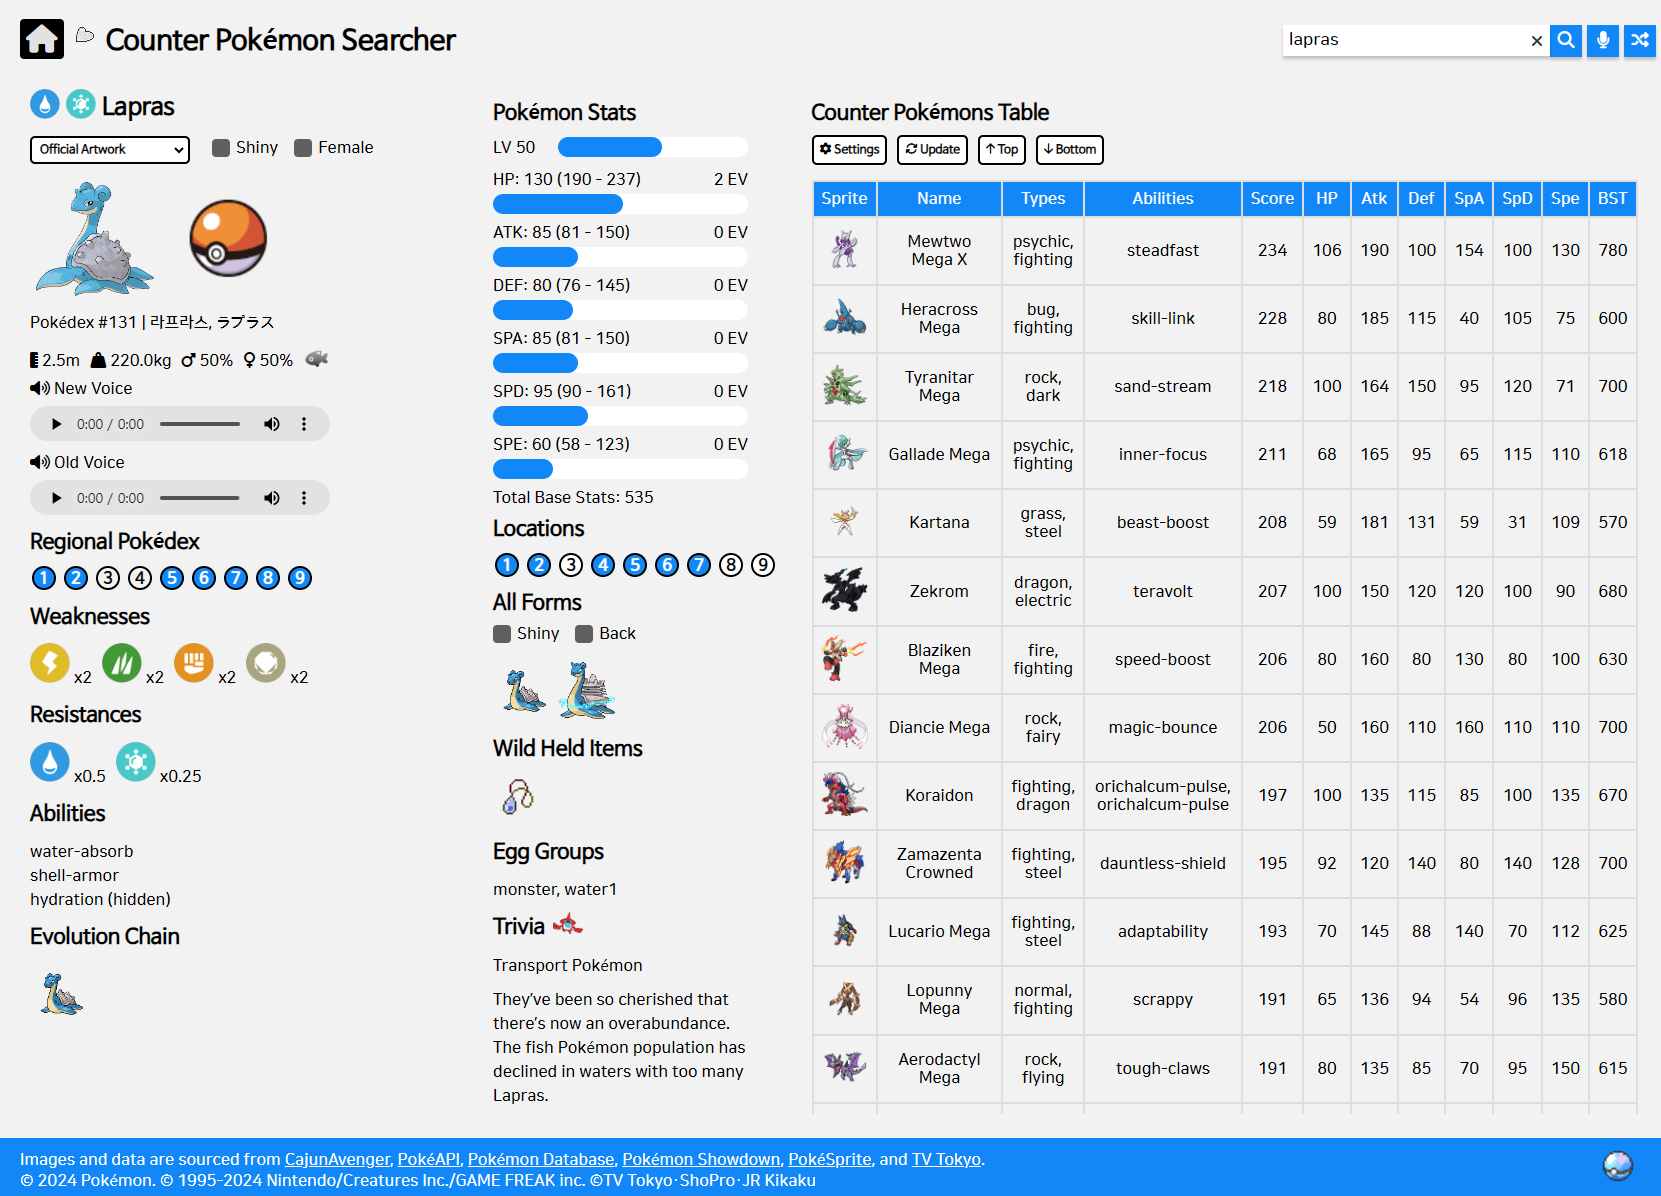 Counter Pokémon Searcher
lapras
Lapras
Official Artwork
Shiny
Female
Pokédex #131 | 라프라스, ラプラス
2.5m 220.0kg ♂ 50% ♀ 50%
New Voice
0:00 / 0:00
Old Voice
0:00 / 0:00
Regional Pokédex
1 2 3 4 5 6 7 8 9
Weaknesses
x2 x2 x2 x2
Resistances
x0.5 x0.25
Abilities
water-absorb
shell-armor
hydration (hidden)
Evolution Chain
Pokémon Stats
LV 50
HP: 130 (190 - 237) 2 EV
ATK: 85 (81 - 150) 0 EV
DEF: 80 (76 - 145) 0 EV
SPA: 85 (81 - 150) 0 EV
SPD: 95 (90 - 161) 0 EV
SPE: 60 (58 - 123) 0 EV
Total Base Stats: 535
Locations
1 2 3 4 5 6 7 8 9
All Forms
Shiny Back
Wild Held Items
Egg Groups
monster, water1
Trivia
Transport Pokémon
They’ve been so cherished that
there’s now an overabundance.
The fish Pokémon population has
declined in waters with too many
Lapras.
Counter Pokémons Table
Settings Update Top Bottom
Sprite Name Types Abilities Score HP Atk Def SpA SpD Spe BST
Mewtwo Mega X psychic, fighting steadfast 234 106 190 100 154 100 130 780
Heracross Mega bug, fighting skill-link 228 80 185 115 40 105 75 600
Tyranitar Mega rock, dark sand-stream 218 100 164 150 95 120 71 700
Gallade Mega psychic, fighting inner-focus 211 68 165 95 65 115 110 618
Kartana grass, steel beast-boost 208 59 181 131 59 31 109 570
Zekrom dragon, electric teravolt 207 100 150 120 120 100 90 680
Blaziken Mega fire, fighting speed-boost 206 80 160 80 130 80 100 630
Diancie Mega rock, fairy magic-bounce 206 50 160 110 160 110 110 700
Koraidon fighting, dragon orichalcum-pulse, orichalcum-pulse 197 100 135 115 85 100 135 670
Zamazenta Crowned fighting, steel dauntless-shield 195 92 120 140 80 140 128 700
Lucario Mega fighting, steel adaptability 193 70 145 88 140 70 112 625
Lopunny Mega normal, fighting scrappy 191 65 136 94 54 96 135 580
Aerodactyl Mega rock, flying tough-claws 191 80 135 85 70 95 150 615
Images and data are sourced from CajunAvenger, PokéAPI, Pokémon Database, Pokémon Showdown, PokéSprite, and TV Tokyo.
© 2024 Pokémon. © 1995-2024 Nintendo/Creatures Inc./GAME FREAK inc. ©TV Tokyo·ShoPro·JR Kikaku